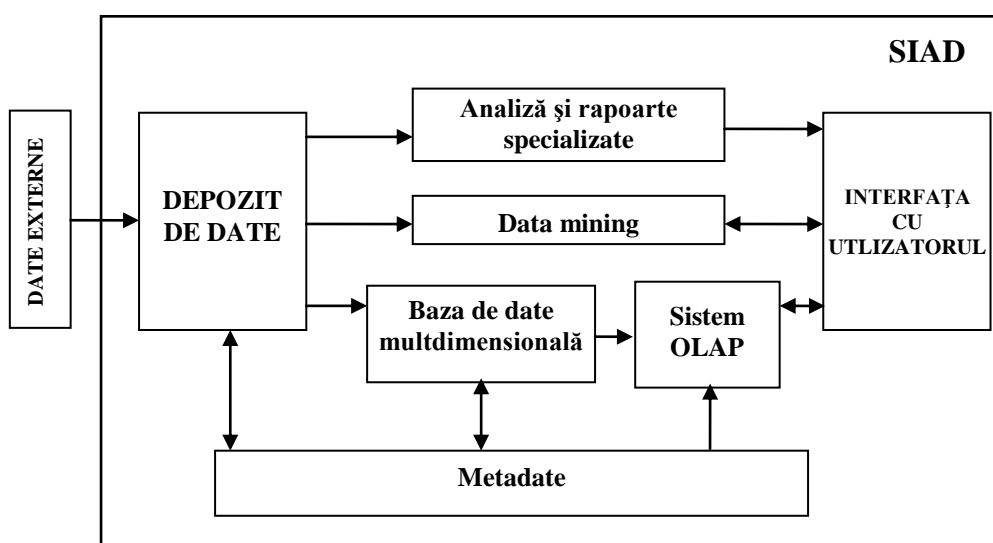 SIAD
DATE EXTERNE
DEPOZIT
DE DATE
Analiză şi rapoarte
specializate
Data mining
Baza de date
multdimensională
Sistem
OLAP
INTERFAŢA
CU
UTLIZATORUL
Metadate